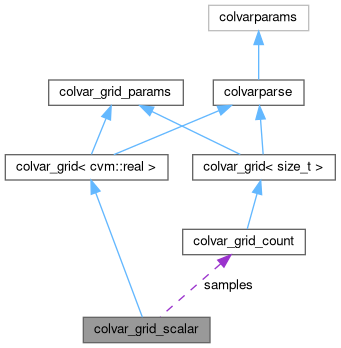 colvarparams
colvar_grid_params
colvarparse
colvar_grid< cvm::real >
colvar_grid< size_t >
colvar_grid_count
samples
colvar_grid_scalar